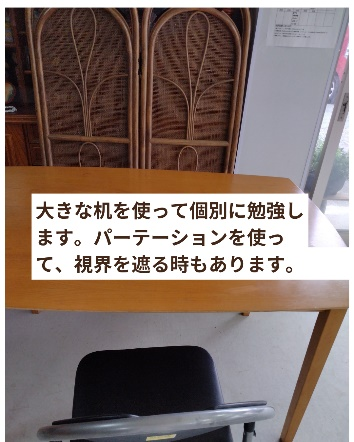 大きな机を使って個別に勉強し
ます。パーテーションを使っ
て、視界を遮る時もあります。